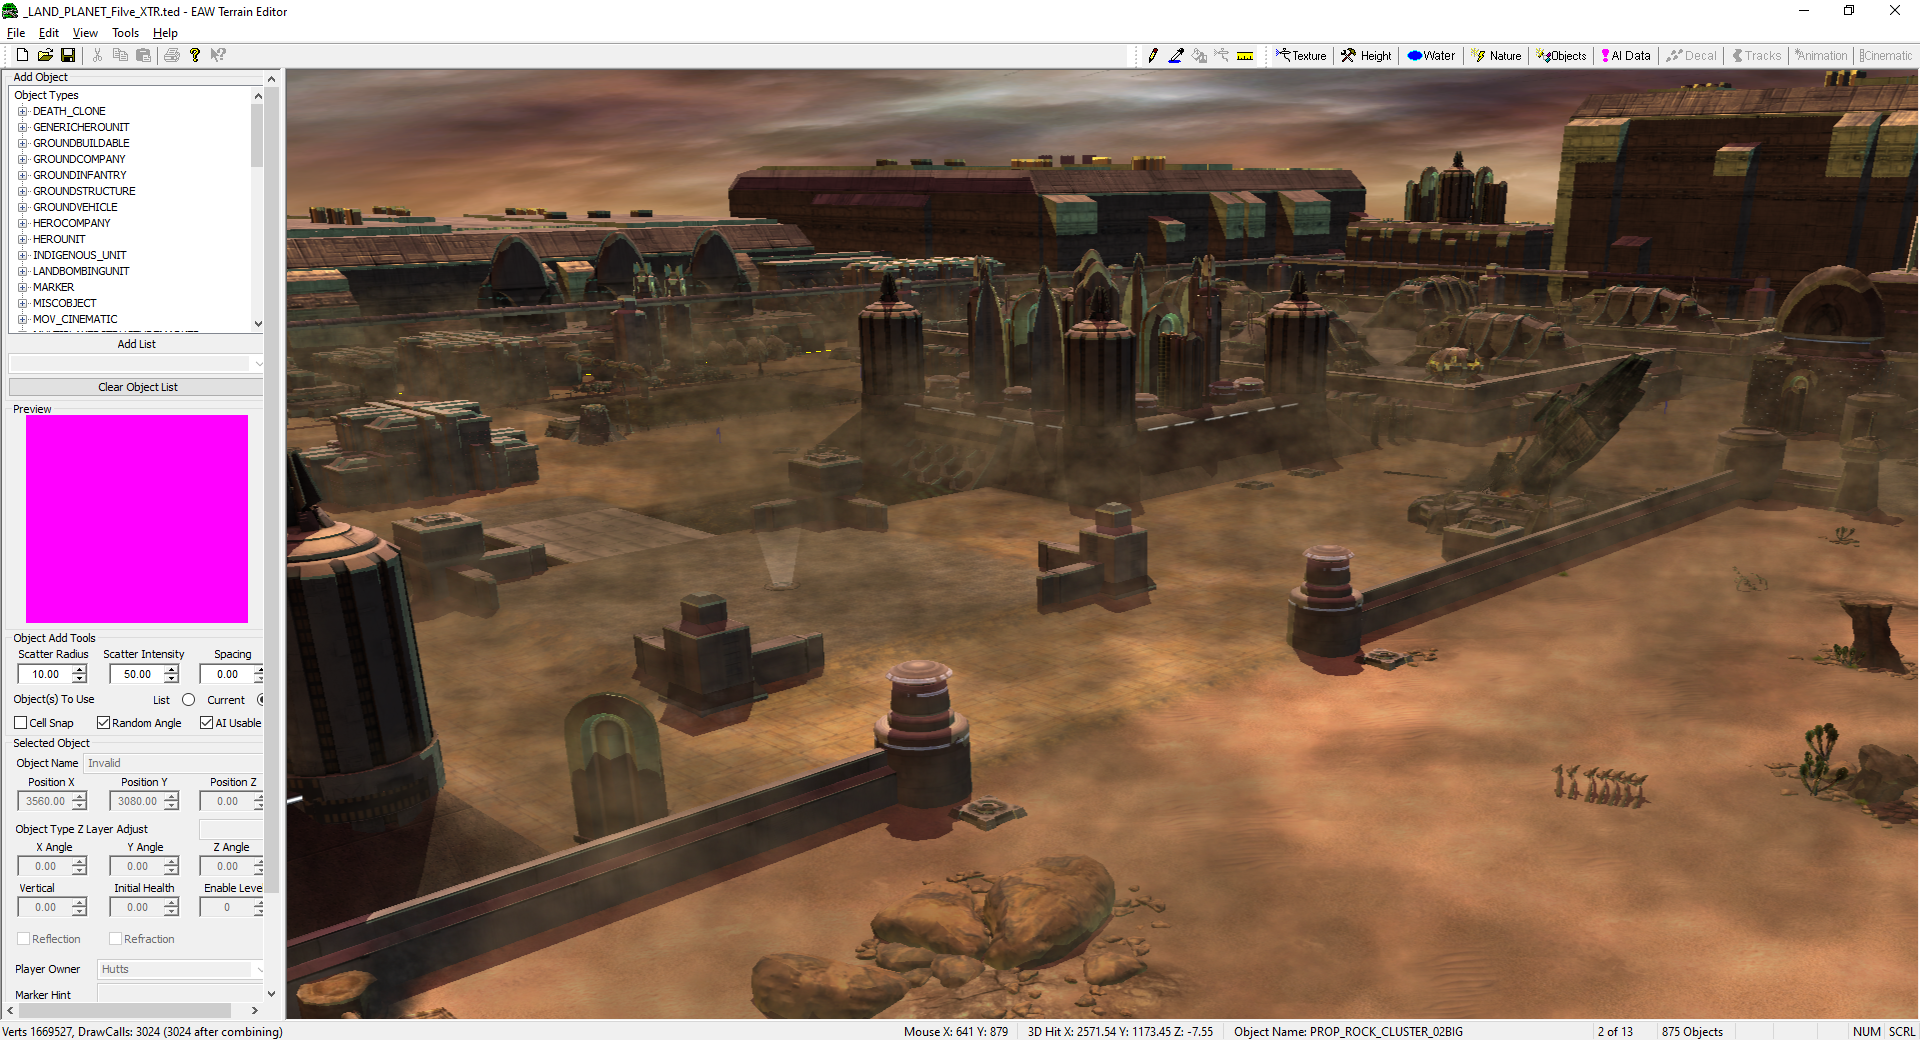 _LAND_PLANET_Filve_XTR.ted - EAW Terrain Editor
File Edit View Tools Help
Texture Height Water Nature Objects AI Data Decal Tracks Animation Cinematic
Add Object
Object Types
DEATH_CLONE
GENERICHEROUNIT
GROUNDBUILDABLE
GROUNDCOMPANY
GROUNDINFANTRY
GROUNDSTRUCTURE
GROUNDVEHICLE
HEROCOMPANY
HEROUNIT
INDIGENOUS_UNIT
LANDBOMBINGUNIT
MARKER
MISCOBJECT
MOV_CINEMATIC
Add List
Clear Object List
Preview
Object Add Tools
Scatter Radius Scatter Intensity Spacing
10.00 50.00 0.00
Object(s) To Use List Current
Cell Snap Random Angle AI Usable
Selected Object
Object Name Invalid
Position X Position Y Position Z
3560.00 3080.00 0.00
Object Type Z Layer Adjust
X Angle Y Angle Z Angle
0.00 0.00 0.00
Vertical Initial Health Enable Level
0.00 0.00 0
Reflection Refraction
Player Owner Hutts
Marker Hint
Verts 1669527, DrawCalls: 3024 (3024 after combining) Mouse X: 641 Y: 879 3D Hit X: 2571.54 Y: 1173.45 Z: -7.55 Object Name: PROP_ROCK_CLUSTER_02BIG 2 of 13 875 Objects NUM SCRL